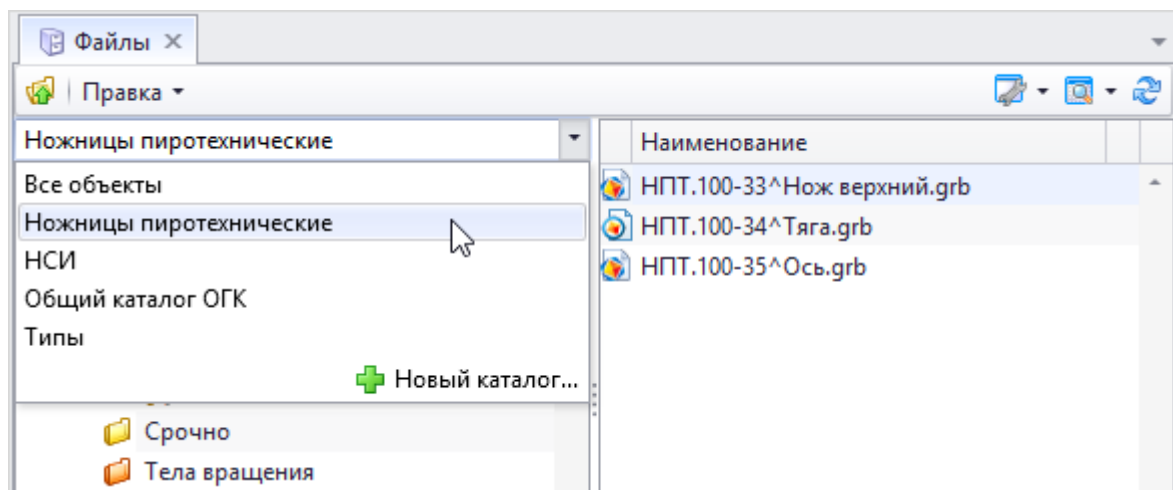 Файлы
Правка
Ножницы пиротехнические
Все объекты
Ножницы пиротехнические
НСИ
Общий каталог ОГК
Типы
Новый каталог...
Срочно
Тела вращения
Наименование
НПТ.100-33^Нож верхний.grb
НПТ.100-34^Тяга.grb
НПТ.100-35^Ось.grb